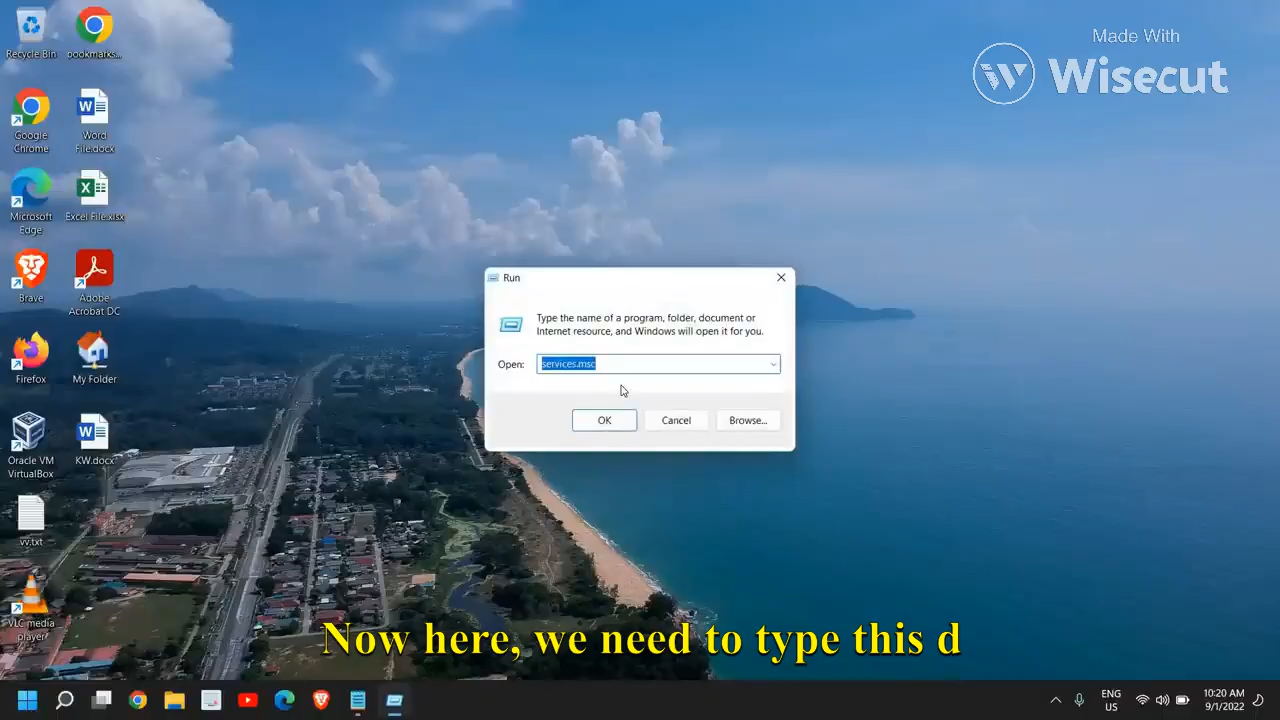 Recycle Bin
bookmarks...
Google
Chrome
Word
File.docx
Microsoft
Edge
Excel File.xlsx
Brave
Adobe
Acrobat DC
Firefox
My Folder
Oracle VM
VirtualBox
KW.docx
vv.txt
VLC media
player
Made With
Wisecut
Run
Type the name of a program, folder, document or
Internet resource, and Windows will open it for you.
Open: services.msc
OK Cancel Browse...
Now here, we need to type this d
ENG
US
10:20 AM
9/1/2022